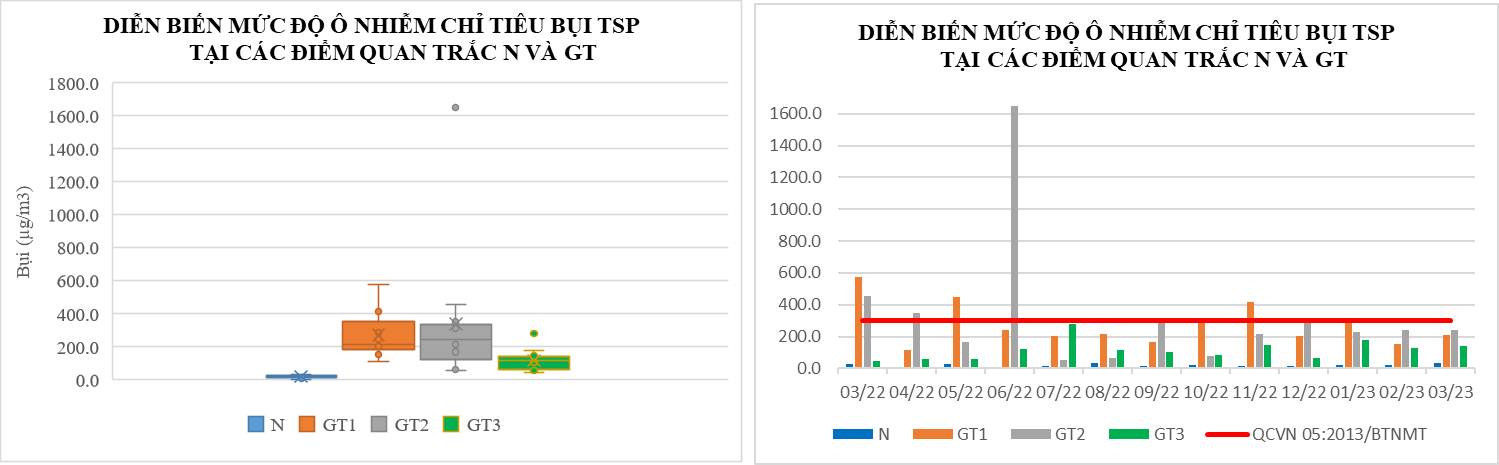 DIỄN BIẾN MỨC ĐỘ Ô NHIỄM CHỈ TIÊU BỤI TSP
TẠI CÁC ĐIỂM QUAN TRẮC N VÀ GT
1800.0
1600.0
1400.0
1200.0
1000.0
800.0
600.0
400.0
200.0
0.0
Bụi (µg/m3)
N GT1 GT2 GT3
DIỄN BIẾN MỨC ĐỘ Ô NHIỄM CHỈ TIÊU BỤI TSP
TẠI CÁC ĐIỂM QUAN TRẮC N VÀ GT
1600.0
1400.0
1200.0
1000.0
800.0
600.0
400.0
200.0
0.0
03/22 04/22 05/22 06/22 07/22 08/22 09/22 10/22 11/22 12/22 01/23 02/23 03/23
N GT1 GT2 GT3 QCVN 05:2013/BTNMT